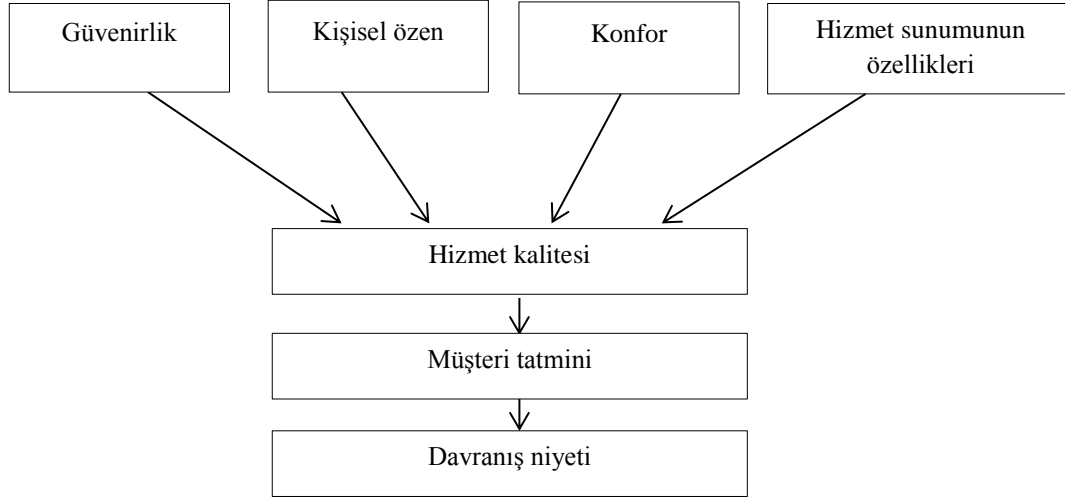 Güvenirlik
Kişisel özen
Konfor
Hizmet sunumunun
özellikleri
Hizmet kalitesi
Müşteri tatmini
Davranış niyeti